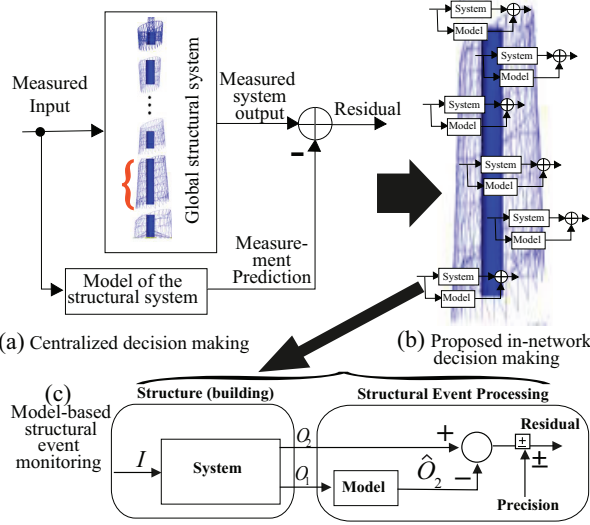 Measured
Input
Global structural system
Measured
system
output
Residual
-
Model of the
structural system
Measure-
ment
Prediction
(a) Centralized decision making
System
Model
System
Model
System
Model
System
Model
System
Model
System
Model
(b) Proposed in-network
decision making
(c)
Model-based
structural
event
monitoring
Structure (building)
I
System
O₂
O₁
Structural Event Processing
Model
Ô₂
+
-
±
±
Residual
Precision